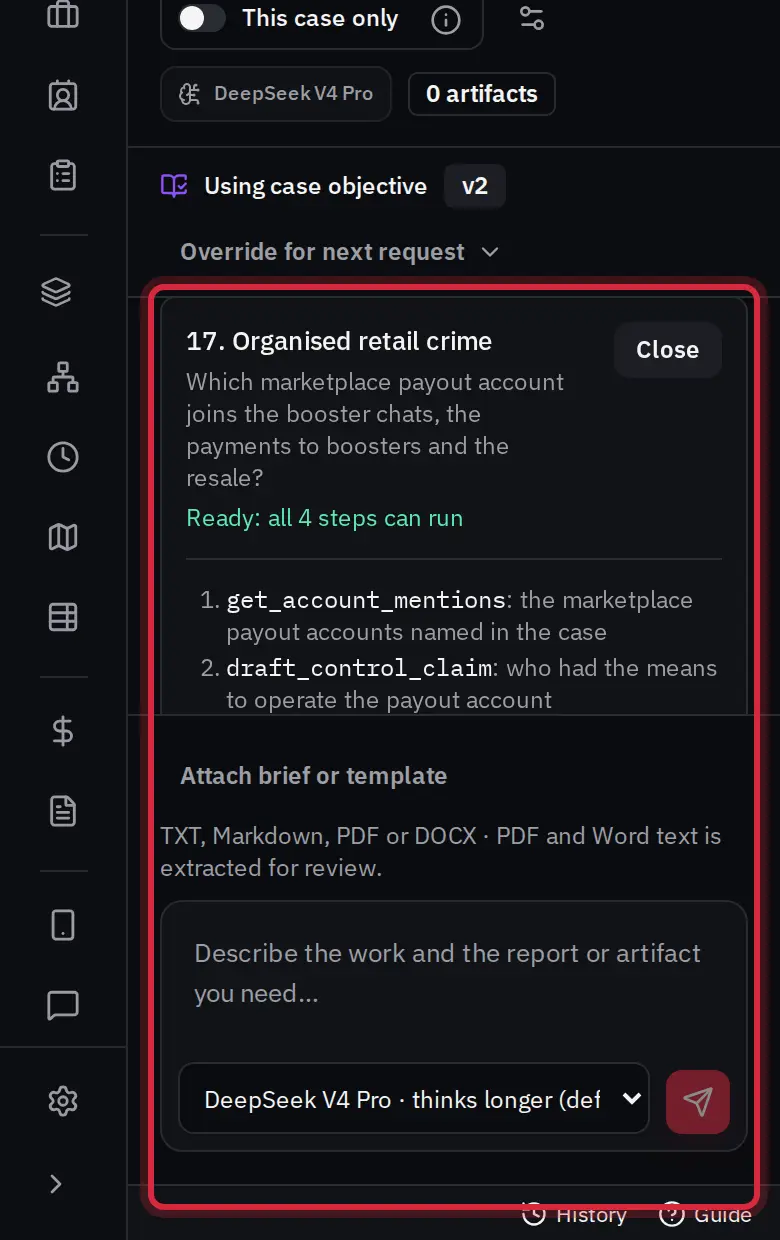 This case only
DeepSeek V4 Pro
0 artifacts
Using case objective
v2
Override for next request
17. Organised retail crime
Close
Which marketplace payout account
joins the booster chats, the
payments to boosters and the
resale?
Ready: all 4 steps can run
1. get_account_mentions: the marketplace
payout accounts named in the case
2. draft_control_claim: who had the means
to operate the payout account
Attach brief or template
TXT, Markdown, PDF or DOCX · PDF and Word text is
extracted for review.
Describe the work and the report or artifact
you need...
DeepSeek V4 Pro · thinks longer (def
History
Guide